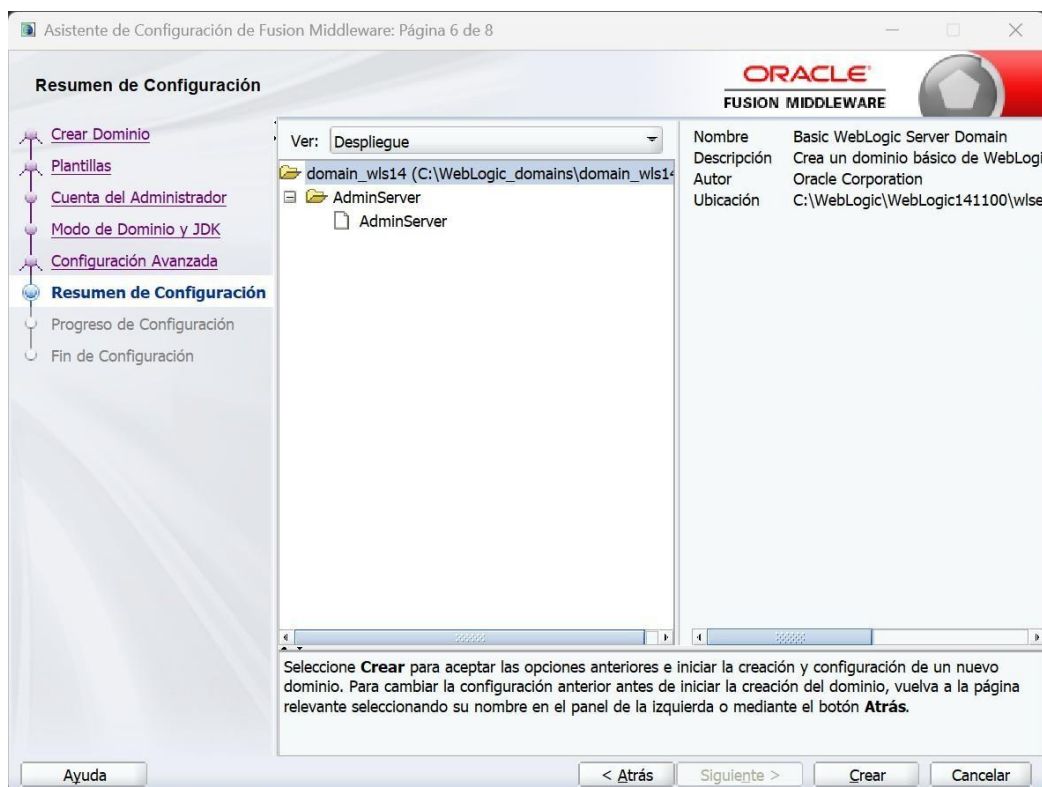 Asistente de Configuración de Fusion Middleware: Página 6 de 8
Resumen de Configuración
ORACLE
FUSION MIDDLEWARE
Crear Dominio
Plantillas
Cuenta del Administrador
Modo de Dominio y JDK
Configuración Avanzada
Resumen de Configuración
Progreso de Configuración
Fin de Configuración
Ver: Despliegue
domain_wls14 (C:\WebLogic_domains\domain_wls14
AdminServer
AdminServer
Nombre Basic WebLogic Server Domain
Descripción Crea un dominio básico de WebLogi
Autor Oracle Corporation
Ubicación C:\WebLogic\WebLogic141100\wlse
Seleccione Crear para aceptar las opciones anteriores e iniciar la creación y configuración de un nuevo
dominio. Para cambiar la configuración anterior antes de iniciar la creación del dominio, vuelva a la página
relevante seleccionando su nombre en el panel de la izquierda o mediante el botón Atrás.
Ayuda
< Atrás
Siguiente >
Crear
Cancelar